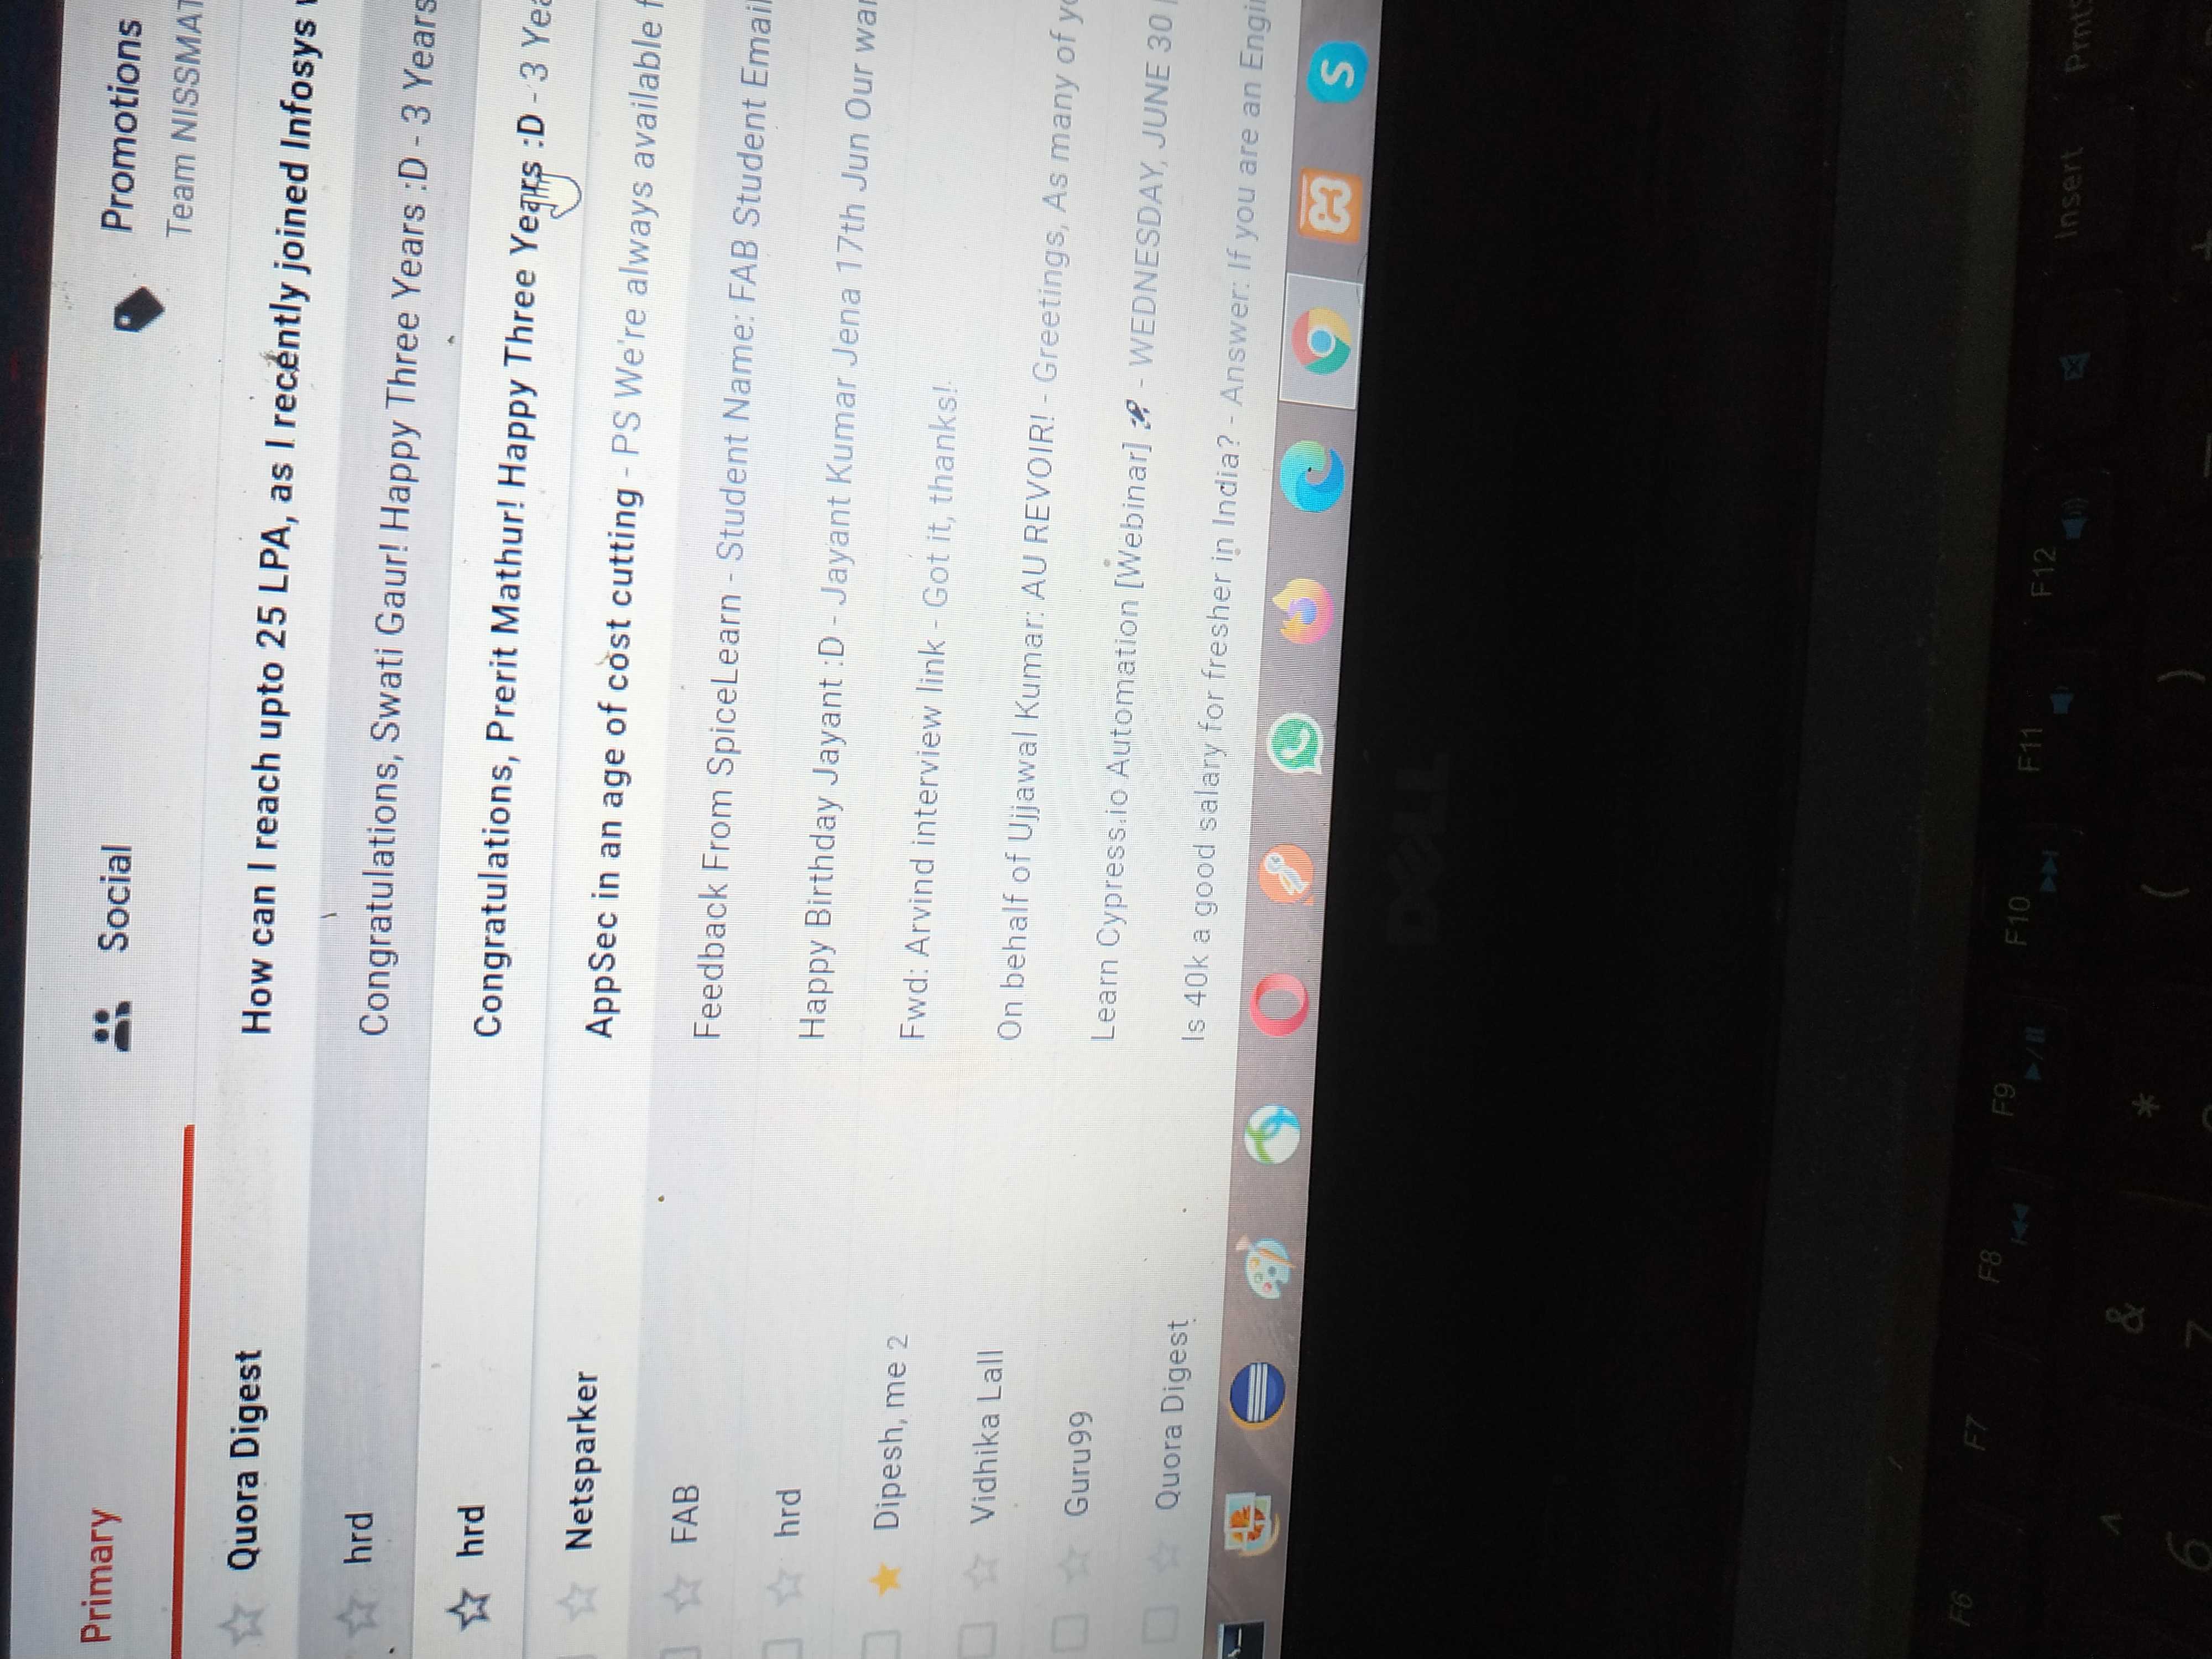 Primary
Social
Promotions
Team NISSMAT
Quora Digest How can I reach upto 25 LPA, as I recently joined Infosys
hrd Congratulations, Swati Gaur! Happy Three Years :D - 3 Years
hrd Congratulations, Prerit Mathur! Happy Three Years :D - 3 Yea
Netsparker AppSec in an age of cost cutting - PS We're always available f
FAB Feedback From SpiceLearn - Student Name: FAB Student Email
hrd Happy Birthday Jayant :D - Jayant Kumar Jena 17th Jun Our war
Dipesh, me 2 Fwd: Arvind interview link - Got it, thanks!
Vidhika Lall On behalf of Ujjawal Kumar: AU REVOIR! - Greetings, As many of yo
Guru99 Learn Cypress.io Automation [Webinar] 🚀 - WEDNESDAY, JUNE 30
Quora Digest Is 40k a good salary for fresher in India? - Answer: If you are an Engi
S
DELL
F6 F7 F8 F9 F10 F11 F12 Insert Prnt
^ & * ( )
6 7